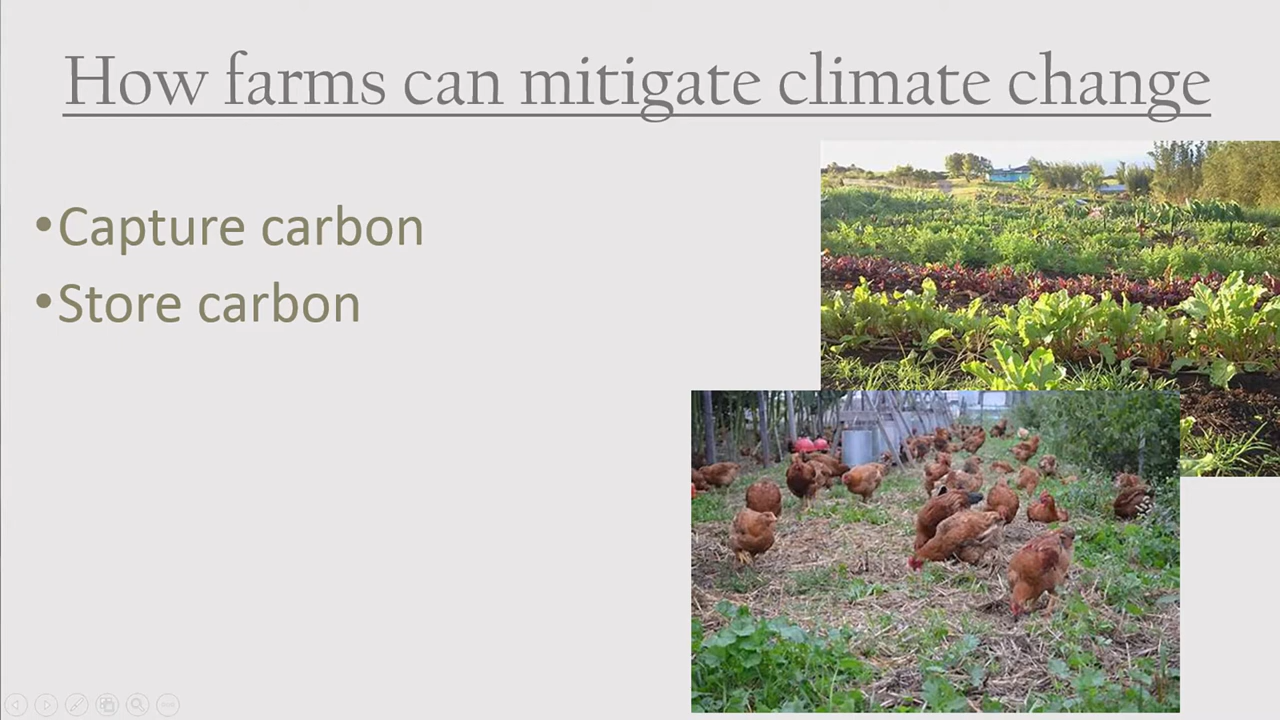 How farms can mitigate climate change
•Capture carbon
•Store carbon